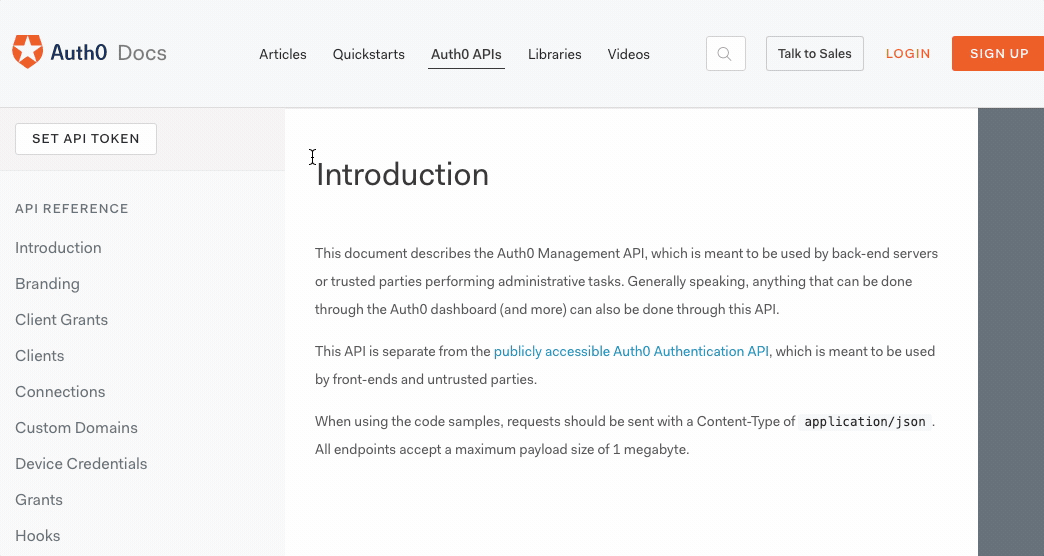 Auth0 Docs
Articles Quickstarts Auth0 APIs Libraries Videos Talk to Sales LOGIN SIGN UP
SET API TOKEN
API REFERENCE
Introduction
Branding
Client Grants
Clients
Connections
Custom Domains
Device Credentials
Grants
Hooks
Introduction
This document describes the Auth0 Management API, which is meant to be used by back-end servers
or trusted parties performing administrative tasks. Generally speaking, anything that can be done
through the Auth0 dashboard (and more) can also be done through this API.
This API is separate from the publicly accessible Auth0 Authentication API, which is meant to be used
by front-ends and untrusted parties.
When using the code samples, requests should be sent with a Content-Type of application/json .
All endpoints accept a maximum payload size of 1 megabyte.